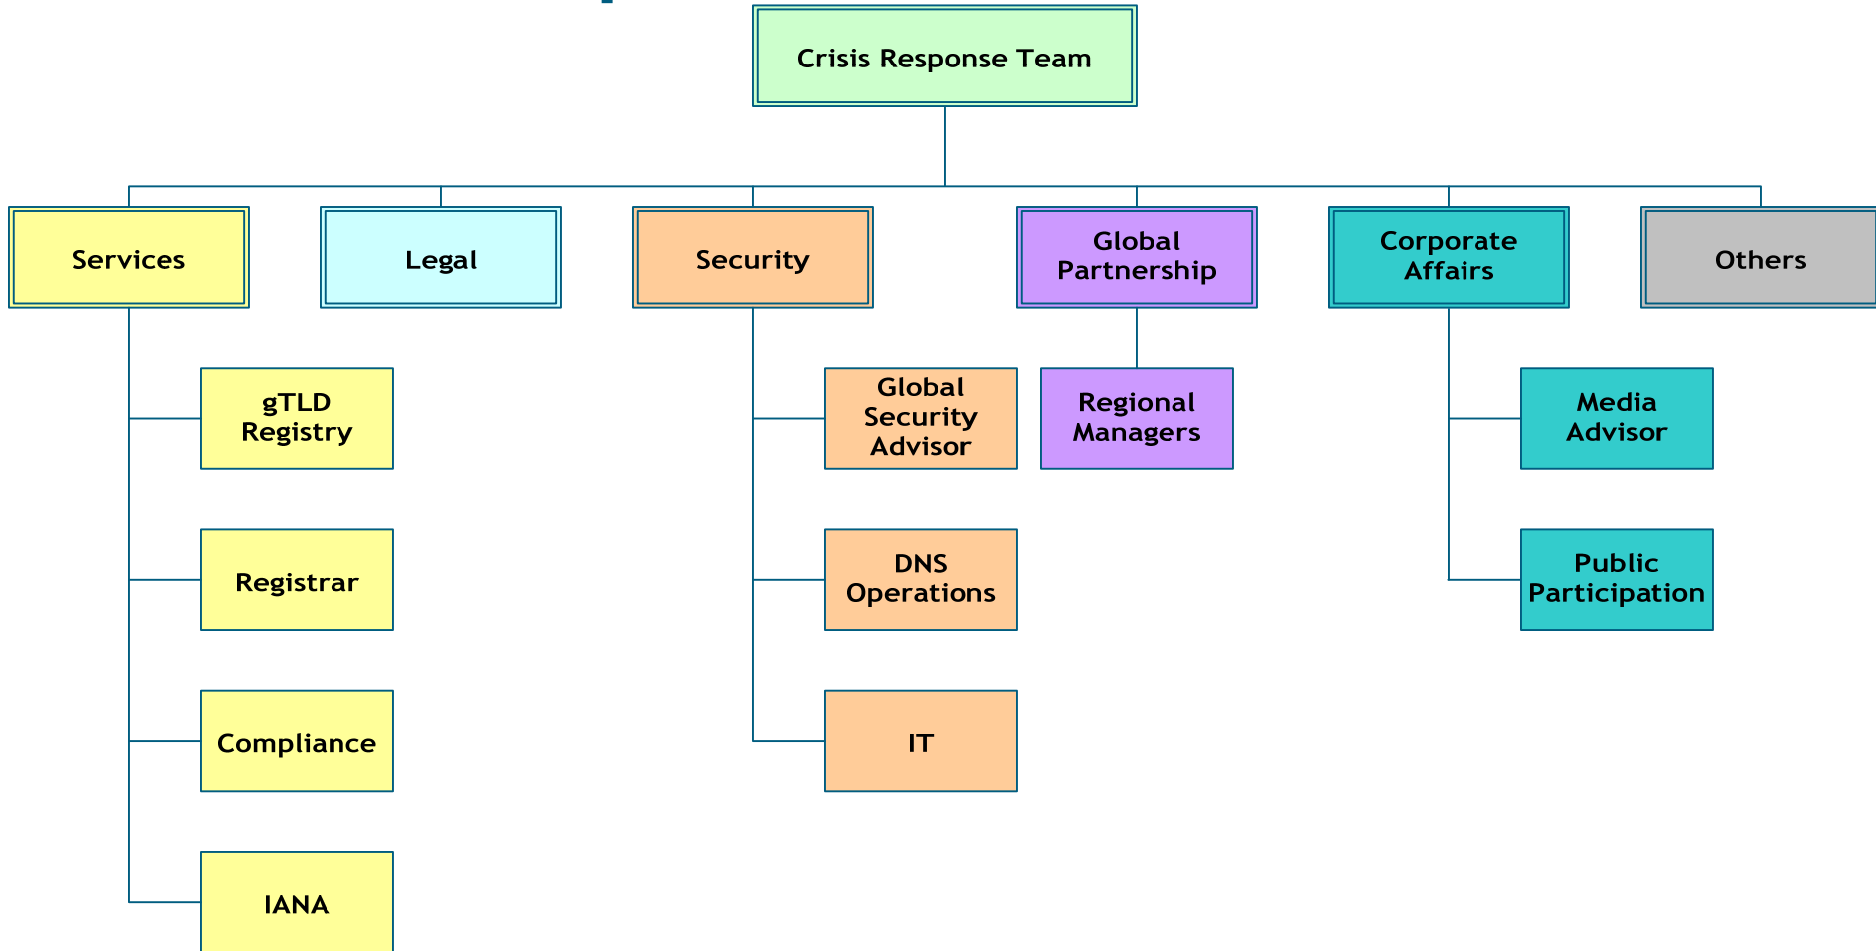 Crisis Response Team
Services
Legal
Security
Global
Partnership
Corporate
Affairs
Others
gTLD
Registry
Global
Security
Advisor
Regional
Managers
Media
Advisor
Registrar
DNS
Operations
Public
Participation
Compliance
IT
IANA